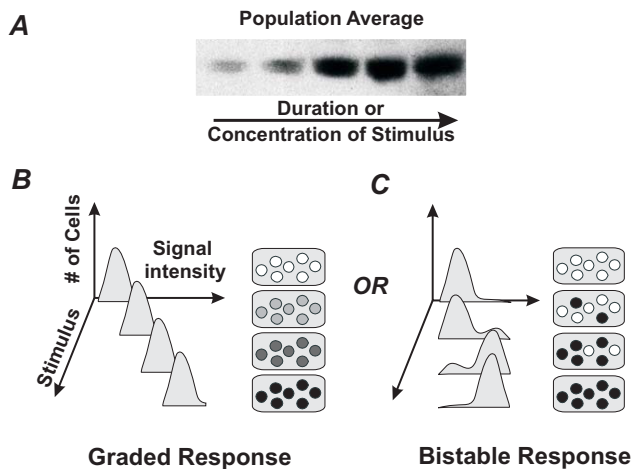 A
Population Average
Duration or
Concentration of Stimulus
B
# of Cells
Signal
intensity
Stimulus
Graded Response
OR
C
Bistable Response